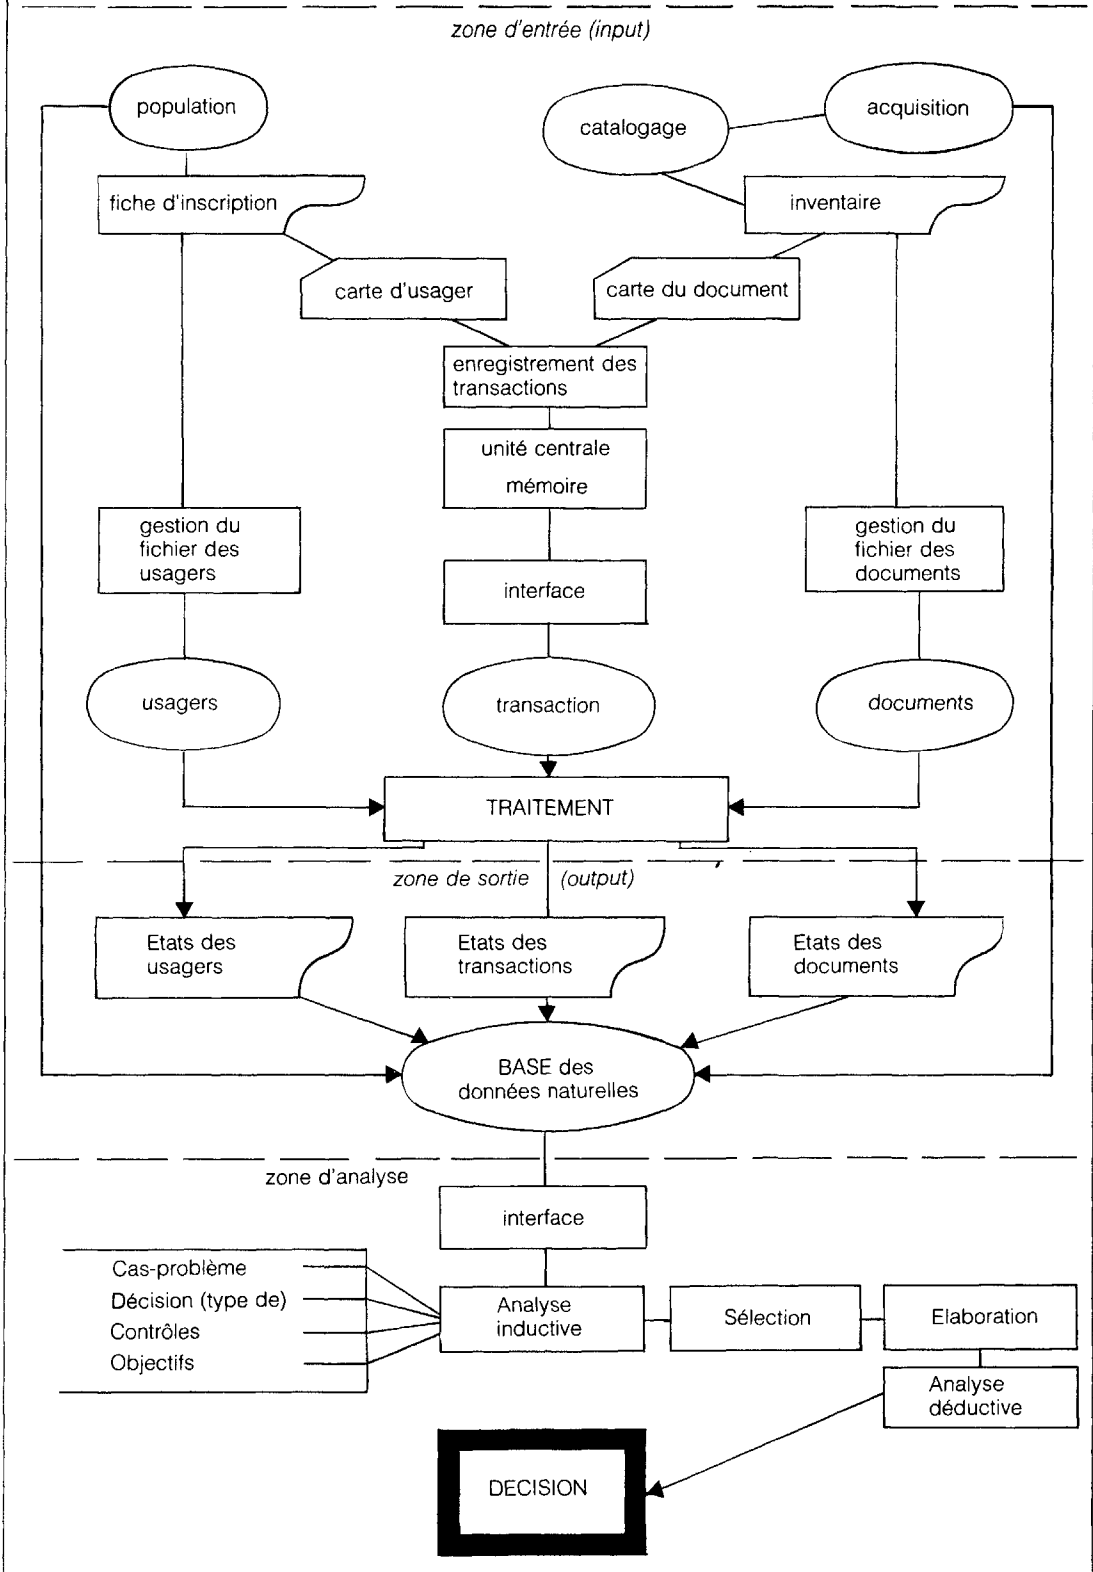 zone d'entrée (input)
population
catalogage
acquisition
fiche d'inscription
inventaire
carte d'usager
carte du document
enregistrement des
transactions
unité centrale
mémoire
gestion du
fichier des
usagers
interface
gestion du
fichier des
documents
usagers
transaction
documents
TRAITEMENT
zone de sortie (output)
Etats des
usagers
Etats des
transactions
Etats des
documents
BASE des
données naturelles
zone d'analyse
interface
Cas-problème
Décision (type de)
Contrôles
Objectifs
Analyse
inductive
Sélection
Elaboration
Analyse
déductive
DECISION